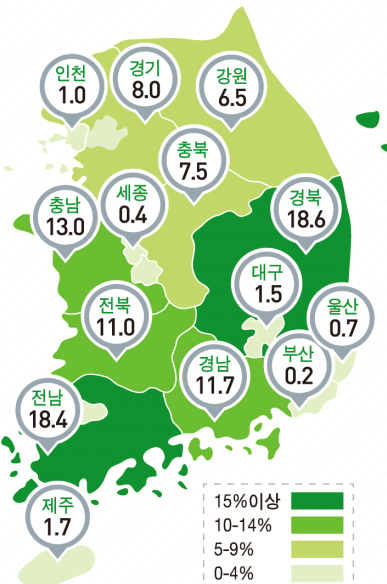 인천
1.0
경기
8.0
강원
6.5
충북
7.5
세종
0.4
충남
13.0
경북
18.6
대구
1.5
전북
11.0
울산
0.7
경남
11.7
부산
0.2
전남
18.4
제주
1.7
15%이상
10-14%
5-9%
0-4%